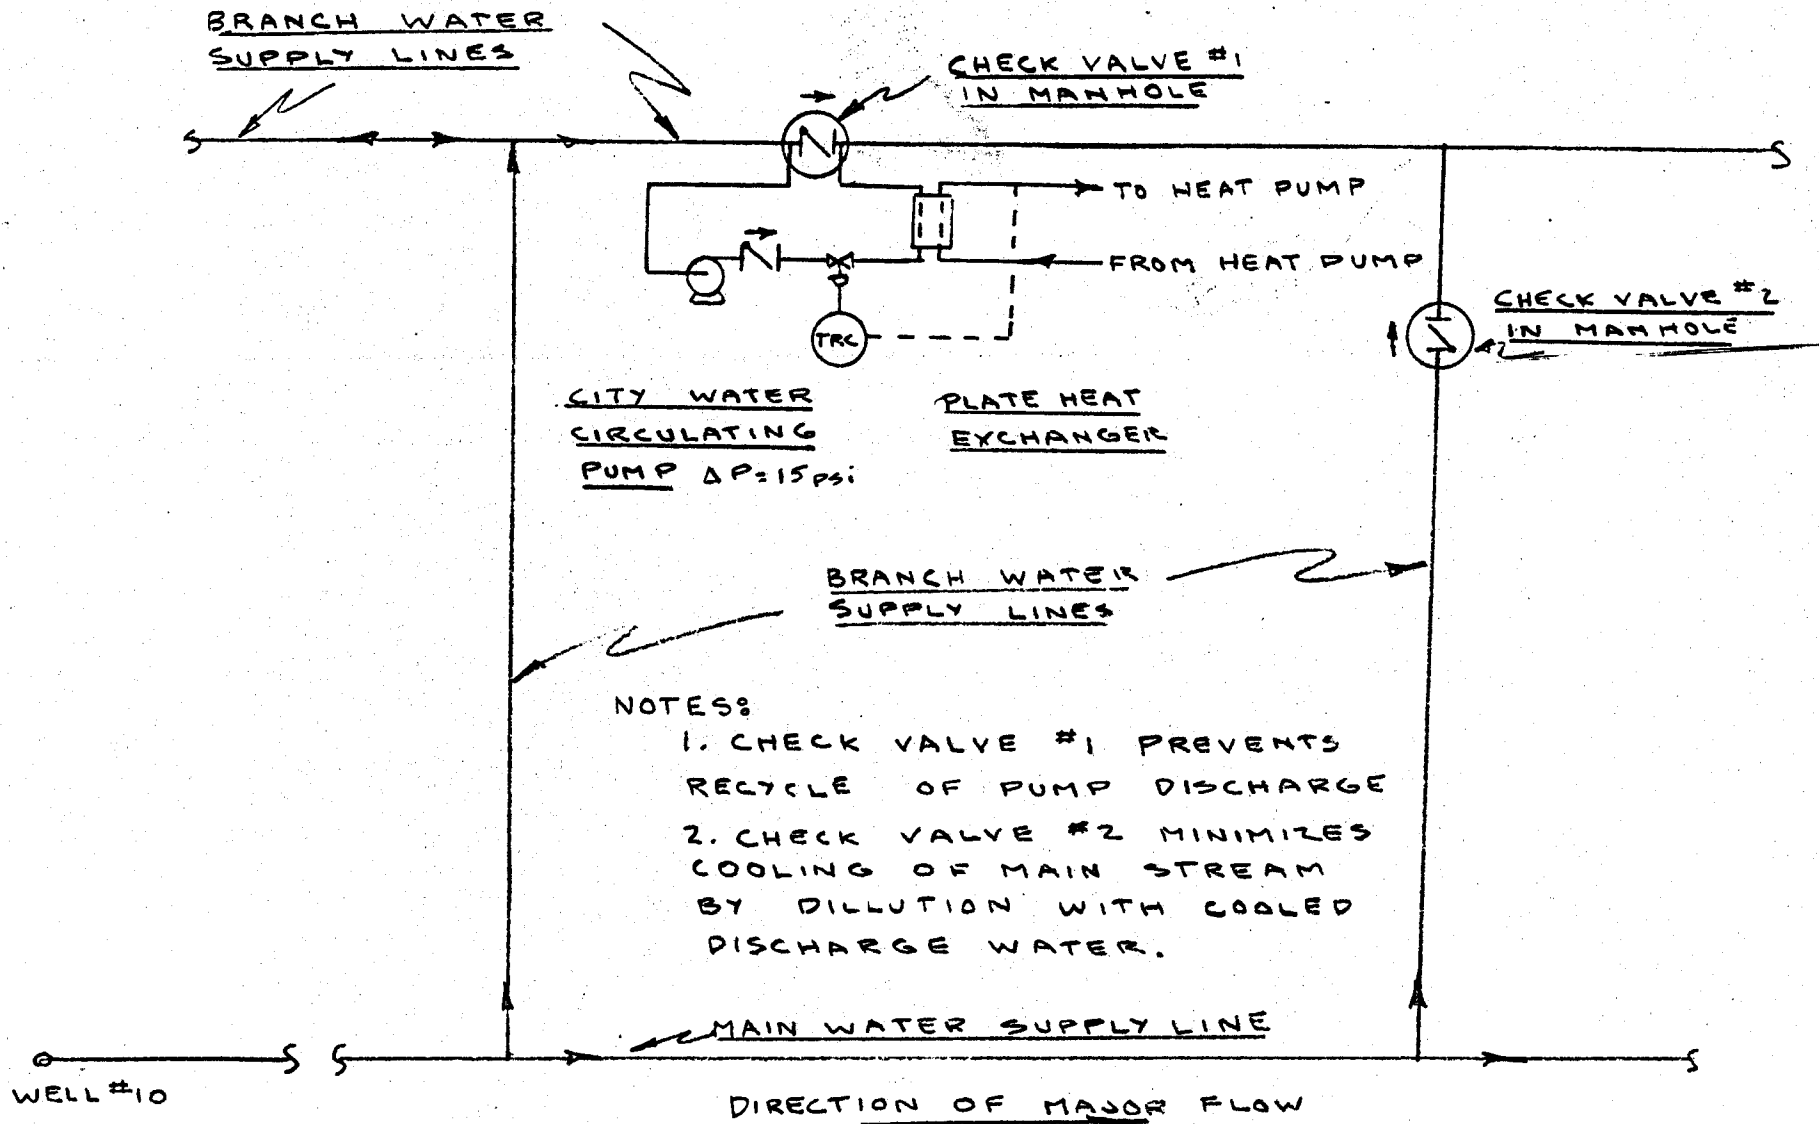 BRANCH WATER
SUPPLY LINES
CHECK VALVE #1
IN MANHOLE
TO HEAT PUMP
FROM HEAT PUMP
CHECK VALVE #2
IN MANHOLE
TRC
CITY WATER
CIRCULATING
PUMP ΔP=15psi
PLATE HEAT
EXCHANGER
BRANCH WATER
SUPPLY LINES
NOTES:
1. CHECK VALVE #1 PREVENTS
RECYCLE OF PUMP DISCHARGE
2. CHECK VALVE #2 MINIMIZES
COOLING OF MAIN STREAM
BY DILLUTION WITH COOLED
DISCHARGE WATER.
MAIN WATER SUPPLY LINE
WELL #10
DIRECTION OF MAJOR FLOW